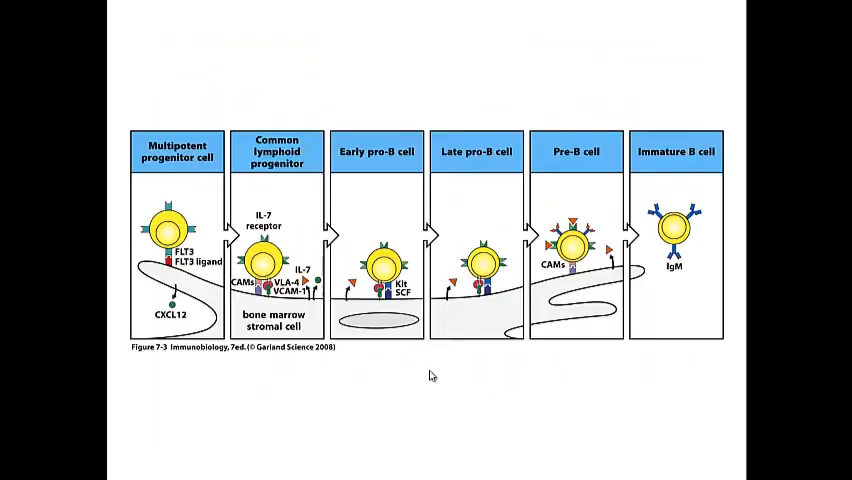 Multipotent
progenitor cell
Common
lymphoid
progenitor
Early pro-B cell
Late pro-B cell
Pre-B cell
Immature B cell
FLT3
FLT3 ligand
CXCL12
IL-7
receptor
IL-7
CAMs
VLA-4
VCAM-1
bone marrow
stromal cell
Kit
SCF
CAMs
IgM
Figure 7-3 Immunobiology, 7ed. (© Garland Science 2008)